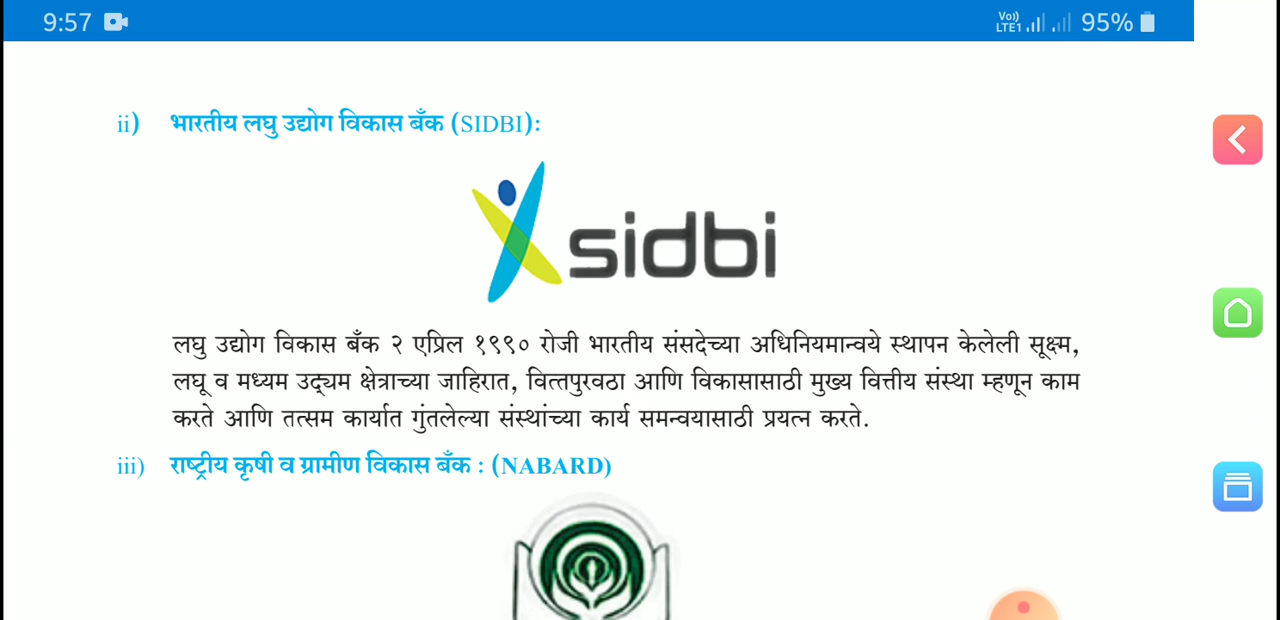 9:57
Vo)) LTE1 95%
ii) भारतीय लघु उद्योग विकास बँक (SIDBI):
sidbi
लघु उद्योग विकास बँक २ एप्रिल १९९० रोजी भारतीय संसदेच्या अधिनियमान्वये स्थापन केलेली सूक्ष्म,
लघू व मध्यम उद्यम क्षेत्राच्या जाहिरात, वित्तपुरवठा आणि विकासासाठी मुख्य वित्तीय संस्था म्हणून काम
करते आणि तत्सम कार्यात गुंतलेल्या संस्थांच्या कार्य समन्वयासाठी प्रयत्न करते.
iii) राष्ट्रीय कृषी व ग्रामीण विकास बँक : (NABARD)